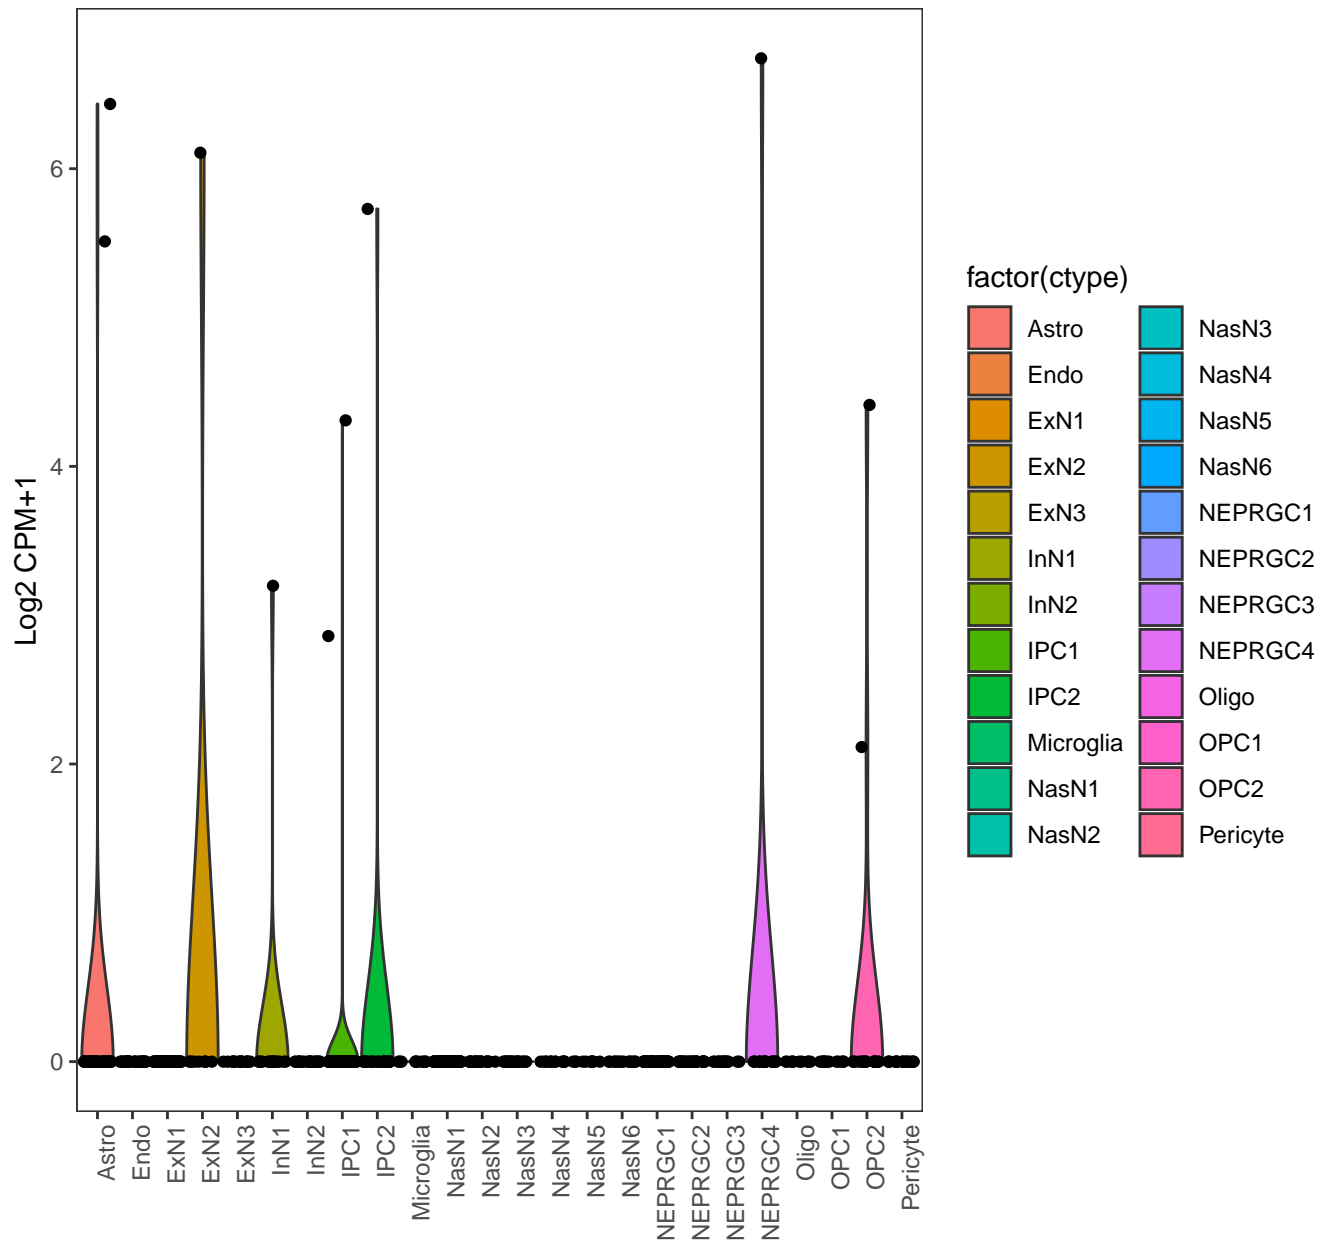 Log2 CPM+1
6
4
2
0
Astro
Endo
ExN1
ExN2
ExN3
InN1
InN2
IPC1
IPC2
Microglia
NasN1
NasN2
NasN3
NasN4
NasN5
NasN6
NEPRGC1
NEPRGC2
NEPRGC3
NEPRGC4
Oligo
OPC1
OPC2
Pericyte
factor(ctype)
Astro
Endo
ExN1
ExN2
ExN3
InN1
InN2
IPC1
IPC2
Microglia
NasN1
NasN2
NasN3
NasN4
NasN5
NasN6
NEPRGC1
NEPRGC2
NEPRGC3
NEPRGC4
Oligo
OPC1
OPC2
Pericyte